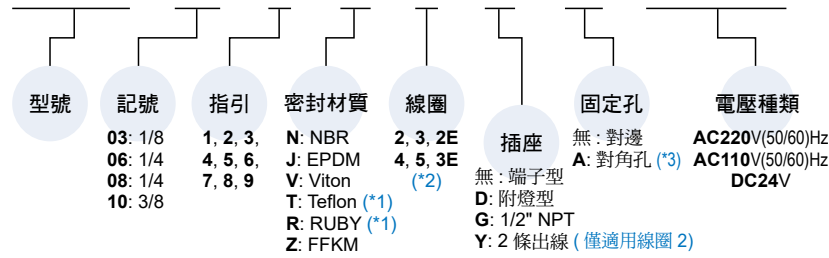 型號
記號
03: 1/8
06: 1/4
08: 1/4
10: 3/8
指引
1, 2, 3,
4, 5, 6,
7, 8, 9
密封材質
N: NBR
J: EPDM
V: Viton
T: Teflon (*1)
R: RUBY (*1)
Z: FFKM
線圈
2, 3, 2E
4, 5, 3E
(*2)
插座
無 : 端子型
D: 附燈型
G: 1/2" NPT
Y: 2 條出線 ( 僅適用線圈 2)
固定孔
無 : 對邊
A: 對角孔 (*3)
電壓種類
AC220V(50/60)Hz
AC110V(50/60)Hz
DC24V